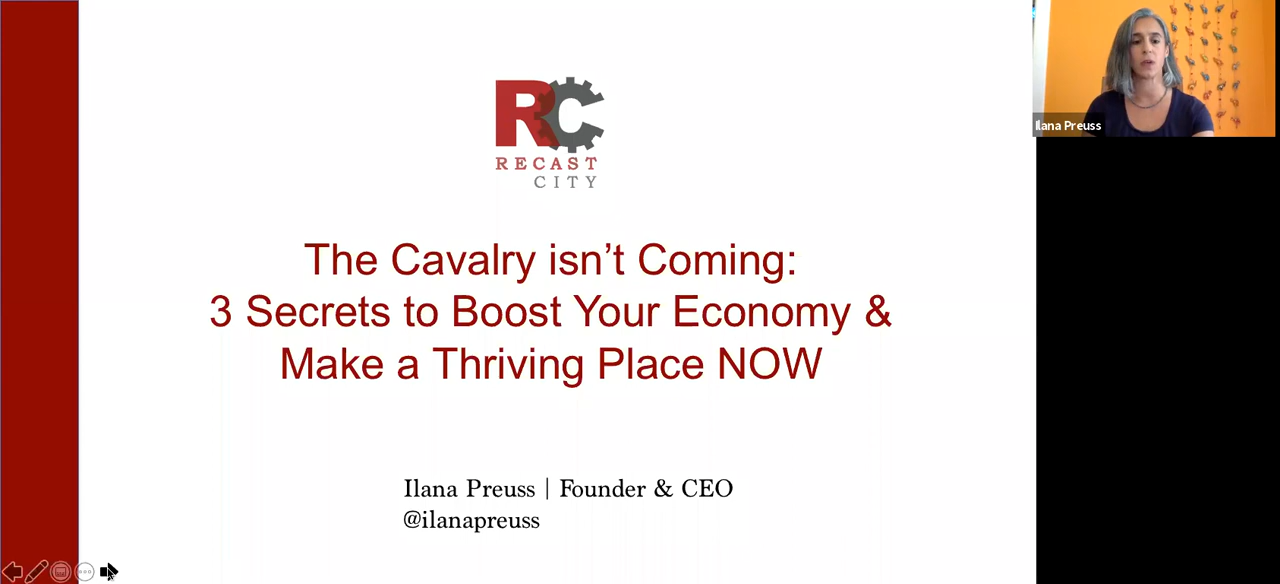 RC
RECAST
CITY
The Cavalry isn't Coming:
3 Secrets to Boost Your Economy &
Make a Thriving Place NOW
Ilana Preuss | Founder & CEO
@ilanapreuss
Ilana Preuss